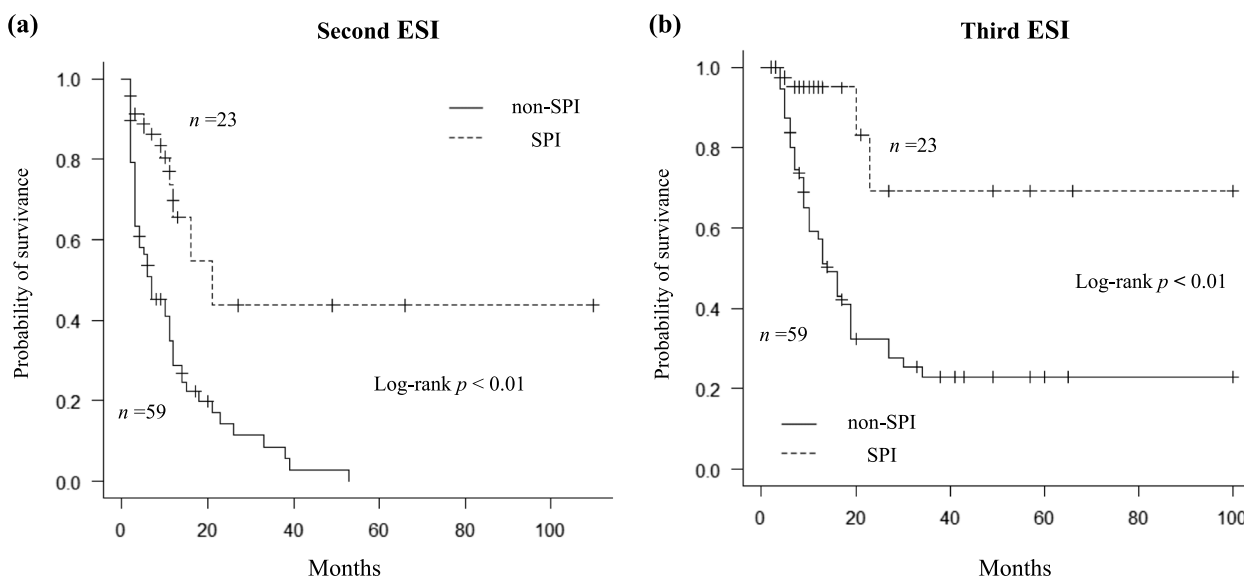 (a)
Second ESI
Probability of survivance
1.0
0.8
0.6
0.4
0.2
0.0
n =23
non-SPI
SPI
Log-rank p < 0.01
n =59
0 20 40 60 80 100
Months
(b)
Third ESI
Probability of survivance
1.0
0.8
0.6
0.4
0.2
0.0
n =23
Log-rank p < 0.01
n =59
non-SPI
SPI
0 20 40 60 80 100
Months